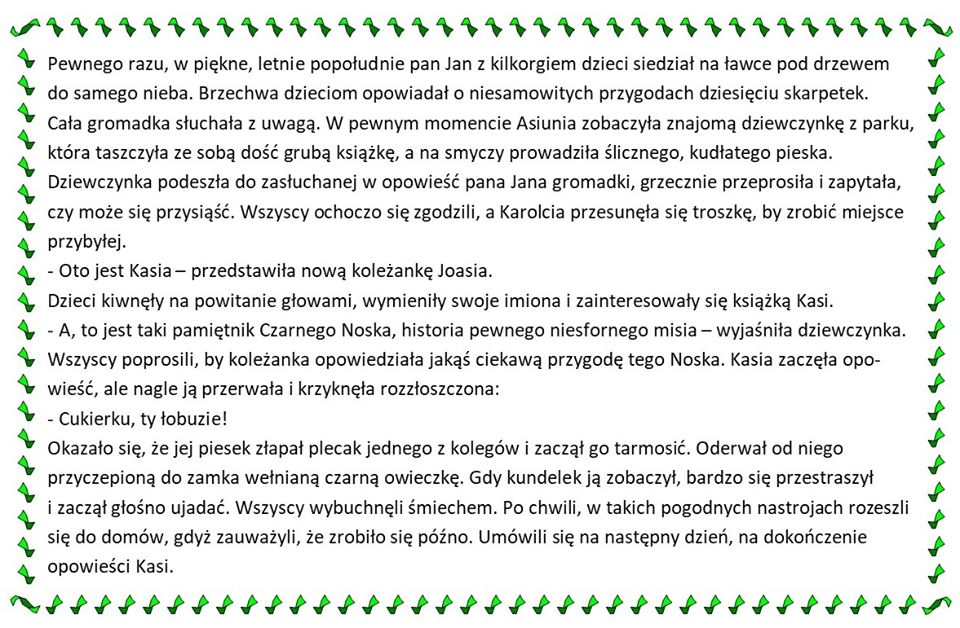 Pewnego razu, w piękne, letnie popołudnie pan Jan z kilkorgiem dzieci siedział na ławce pod drzewem
do samego nieba. Brzechwa dzieciom opowiadał o niesamowitych przygodach dziesięciu skarpetek.
Cała gromadka słuchała z uwagą. W pewnym momencie Asiunia zobaczyła znajomą dziewczynkę z parku,
która taszczyła ze sobą dość grubą książkę, a na smyczy prowadziła ślicznego, kudłatego pieska.
Dziewczynka podeszła do zasłuchanej w opowieść pana Jana gromadki, grzecznie przeprosiła i zapytała,
czy może się przysiąść. Wszyscy ochoczo się zgodzili, a Karolcia przesunęła się troszkę, by zrobić miejsce
przybyłej.
- Oto jest Kasia – przedstawiła nową koleżankę Joasia.
Dzieci kiwnęły na powitanie głowami, wymieniły swoje imiona i zainteresowały się książką Kasi.
- A, to jest taki pamiętnik Czarnego Noska, historia pewnego niesfornego misia – wyjaśniła dziewczynka.
Wszyscy poprosili, by koleżanka opowiedziała jakąś ciekawą przygodę tego Noska. Kasia zaczęła opo-
wieść, ale nagle ją przerwała i krzyknęła rozzłoszczona:
- Cukierku, ty łobuzie!
Okazało się, że jej piesek złapał plecak jednego z kolegów i zaczął go tarmosić. Oderwał od niego
przyczepioną do zamka wełnianą czarną owieczkę. Gdy kundelek ją zobaczył, bardzo się przestraszył
i zaczął głośno ujadać. Wszyscy wybuchnęli śmiechem. Po chwili, w takich pogodnych nastrojach rozeszli
się do domów, gdyż zauważyli, że zrobiło się późno. Umówili się na następny dzień, na dokończenie
opowieści Kasi.